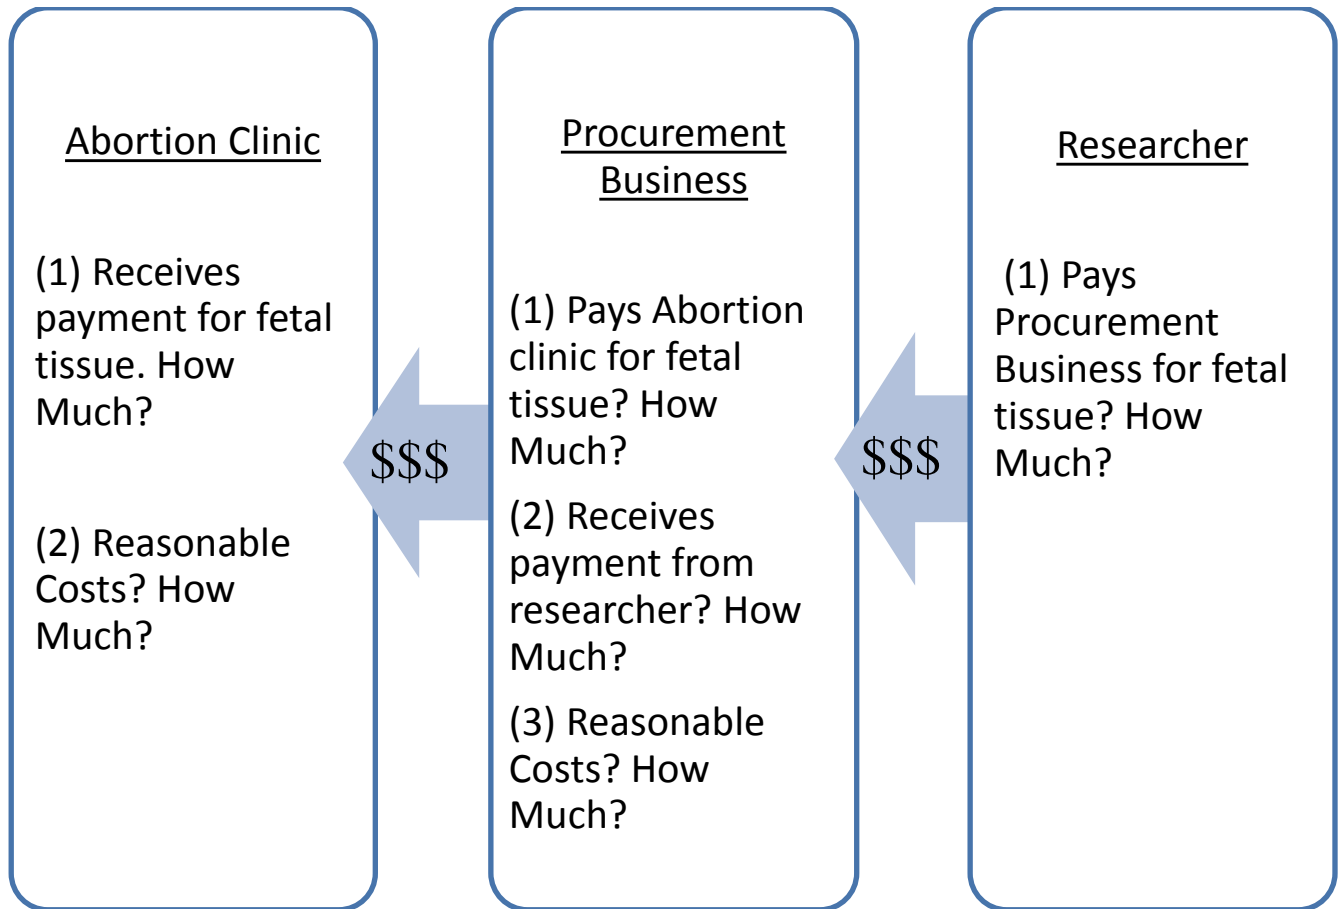 Abortion Clinic
(1) Receives
payment for fetal
tissue. How
Much?
(2) Reasonable
Costs? How
Much?
$$$
Procurement
Business
(1) Pays Abortion
clinic for fetal
tissue? How
Much?
(2) Receives
payment from
researcher? How
Much?
(3) Reasonable
Costs? How
Much?
$$$
Researcher
(1) Pays
Procurement
Business for fetal
tissue? How
Much?